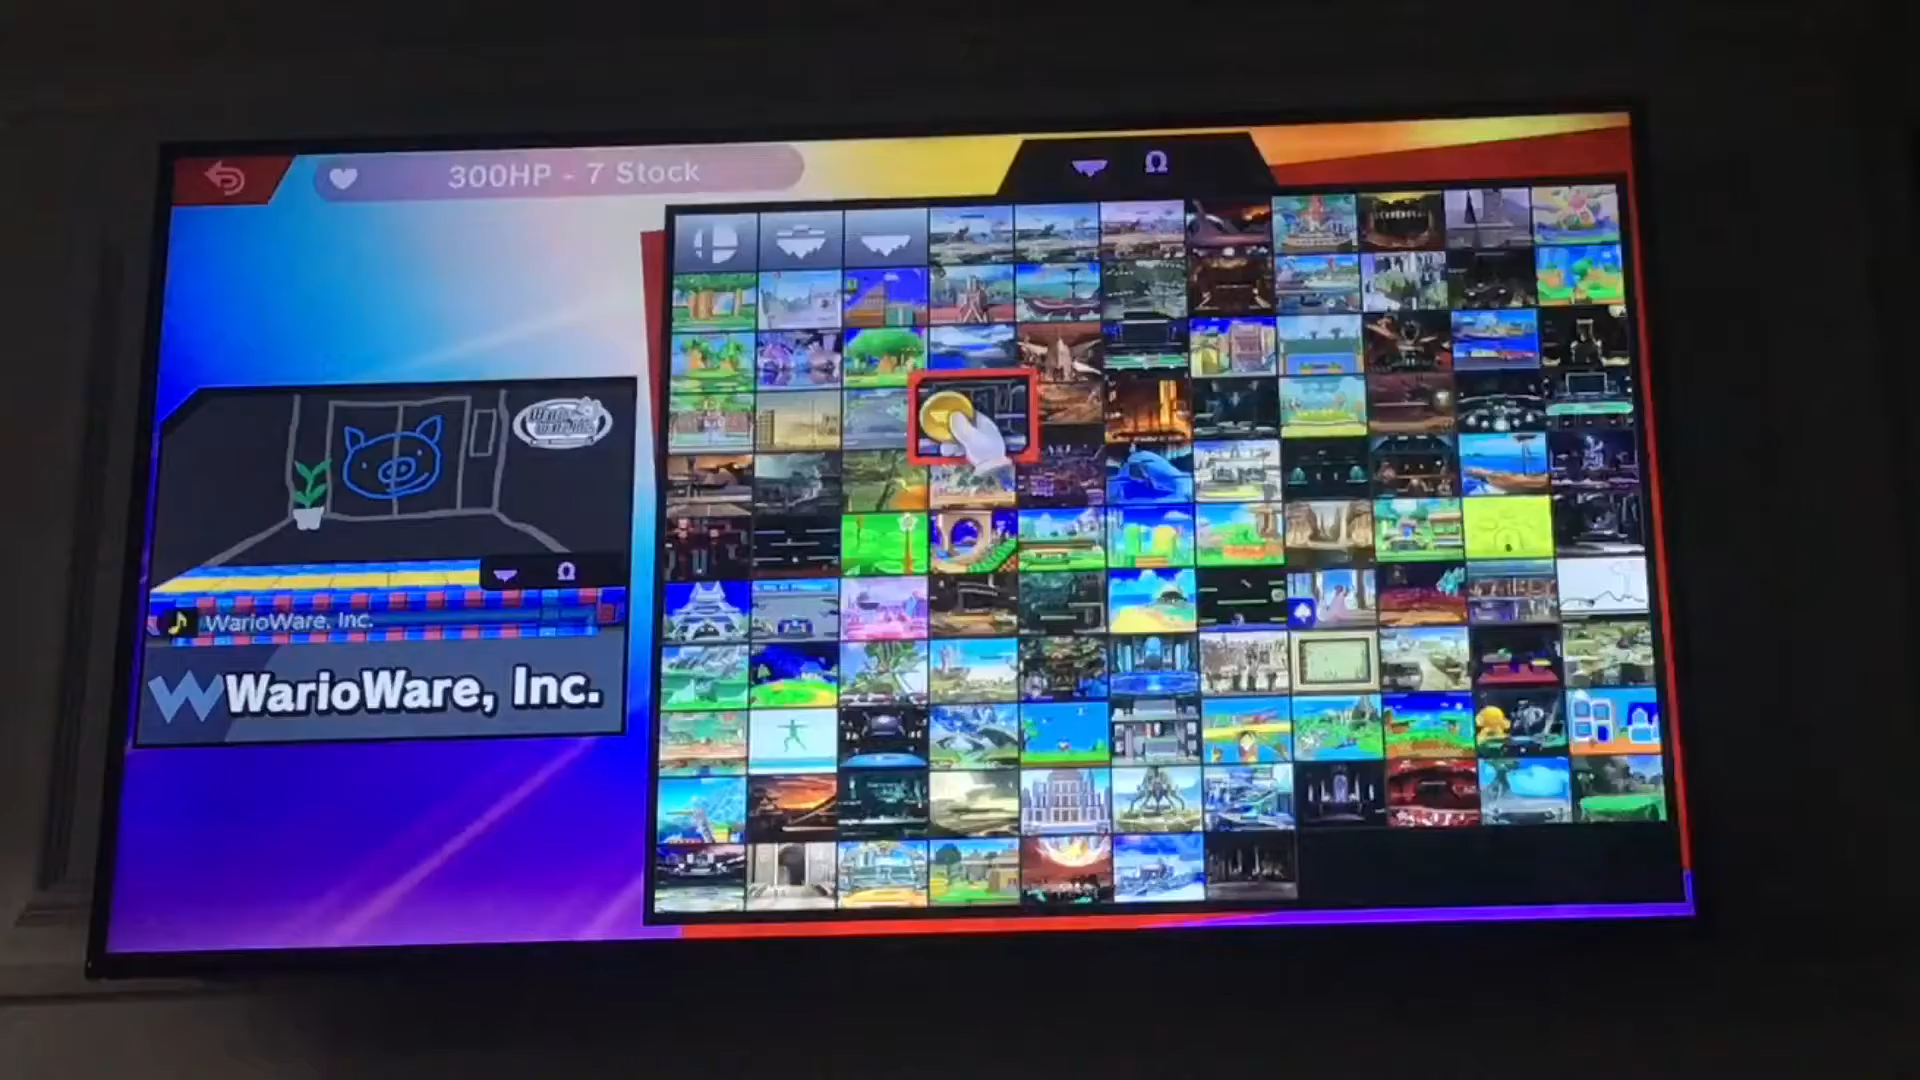 300HP - 7 Stock
Ω
Ω
WarioWare, Inc.
WarioWare, Inc.